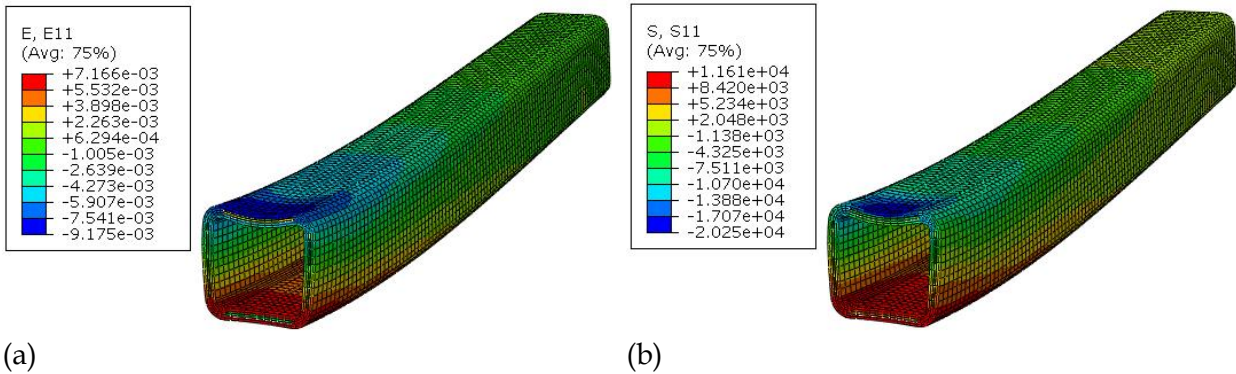 E, E11
(Avg: 75%)
+7.166e-03
+5.532e-03
+3.898e-03
+2.263e-03
+6.294e-04
-1.005e-03
-2.639e-03
-4.273e-03
-5.907e-03
-7.541e-03
-9.175e-03
(a)
S, S11
(Avg: 75%)
+1.161e+04
+8.420e+03
+5.234e+03
+2.048e+03
-1.138e+03
-4.325e+03
-7.511e+03
-1.070e+04
-1.388e+04
-1.707e+04
-2.025e+04
(b)